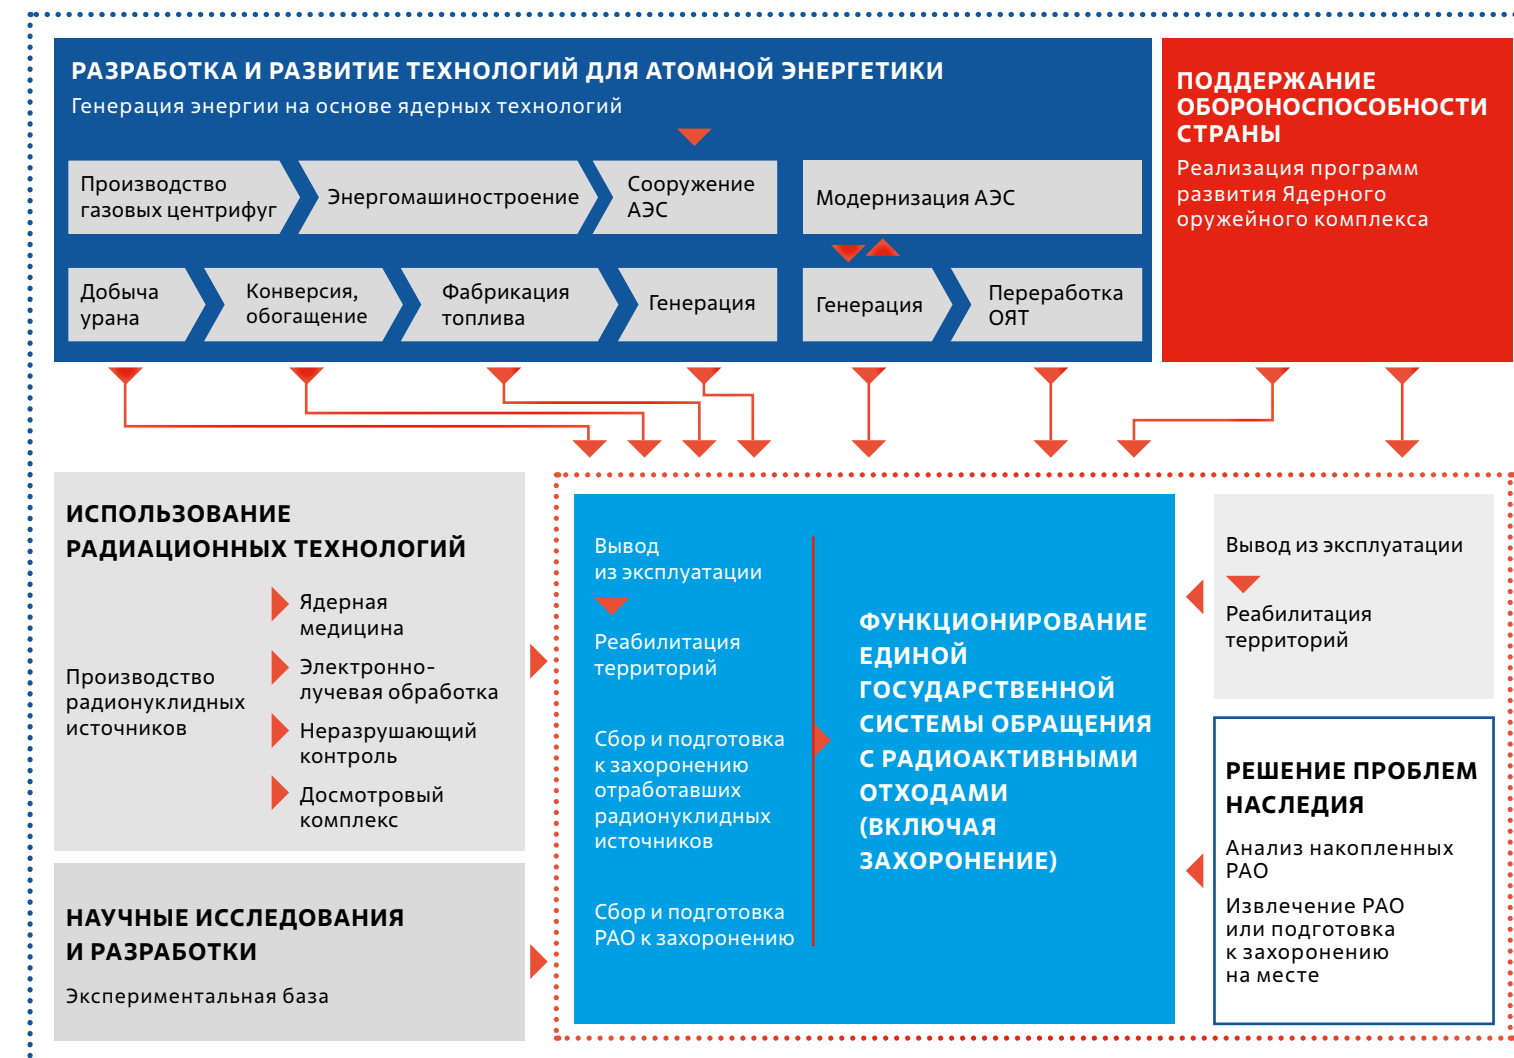 РАЗРАБОТКА И РАЗВИТИЕ ТЕХНОЛОГИЙ ДЛЯ АТОМНОЙ ЭНЕРГЕТИКИ
Генерация энергии на основе ядерных технологий
Производство
газовых центрифуг
Энергомашиностроение
Сооружение
АЭС
Модернизация АЭС
Добыча
урана
Конверсия,
обогащение
Фабрикация
топлива
Генерация
Генерация
Переработка
ОЯТ
ПОДДЕРЖАНИЕ
ОБОРОНОСПОСОБНОСТИ
СТРАНЫ
Реализация программ
развития Ядерного
оружейного комплекса
ИСПОЛЬЗОВАНИЕ
РАДИАЦИОННЫХ ТЕХНОЛОГИЙ
Производство
радионуклидных
источников
Ядерная
медицина
Электронно-
лучевая обработка
Неразрушающий
контроль
Досмотровый
комплекс
НАУЧНЫЕ ИССЛЕДОВАНИЯ
И РАЗРАБОТКИ
Экспериментальная база
Вывод
из эксплуатации
Реабилитация
территорий
Сбор и подготовка
к захоронению
отработавших
радионуклидных
источников
Сбор и подготовка
РАО к захоронению
ФУНКЦИОНИРОВАНИЕ
ЕДИНОЙ
ГОСУДАРСТВЕННОЙ
СИСТЕМЫ ОБРАЩЕНИЯ
С РАДИОАКТИВНЫМИ
ОТХОДАМИ
(ВКЛЮЧАЯ
ЗАХОРОНЕНИЕ)
Вывод из эксплуатации
Реабилитация
территорий
РЕШЕНИЕ ПРОБЛЕМ
НАСЛЕДИЯ
Анализ накопленных
РАО
Извлечение РАО
или подготовка
к захоронению
на месте